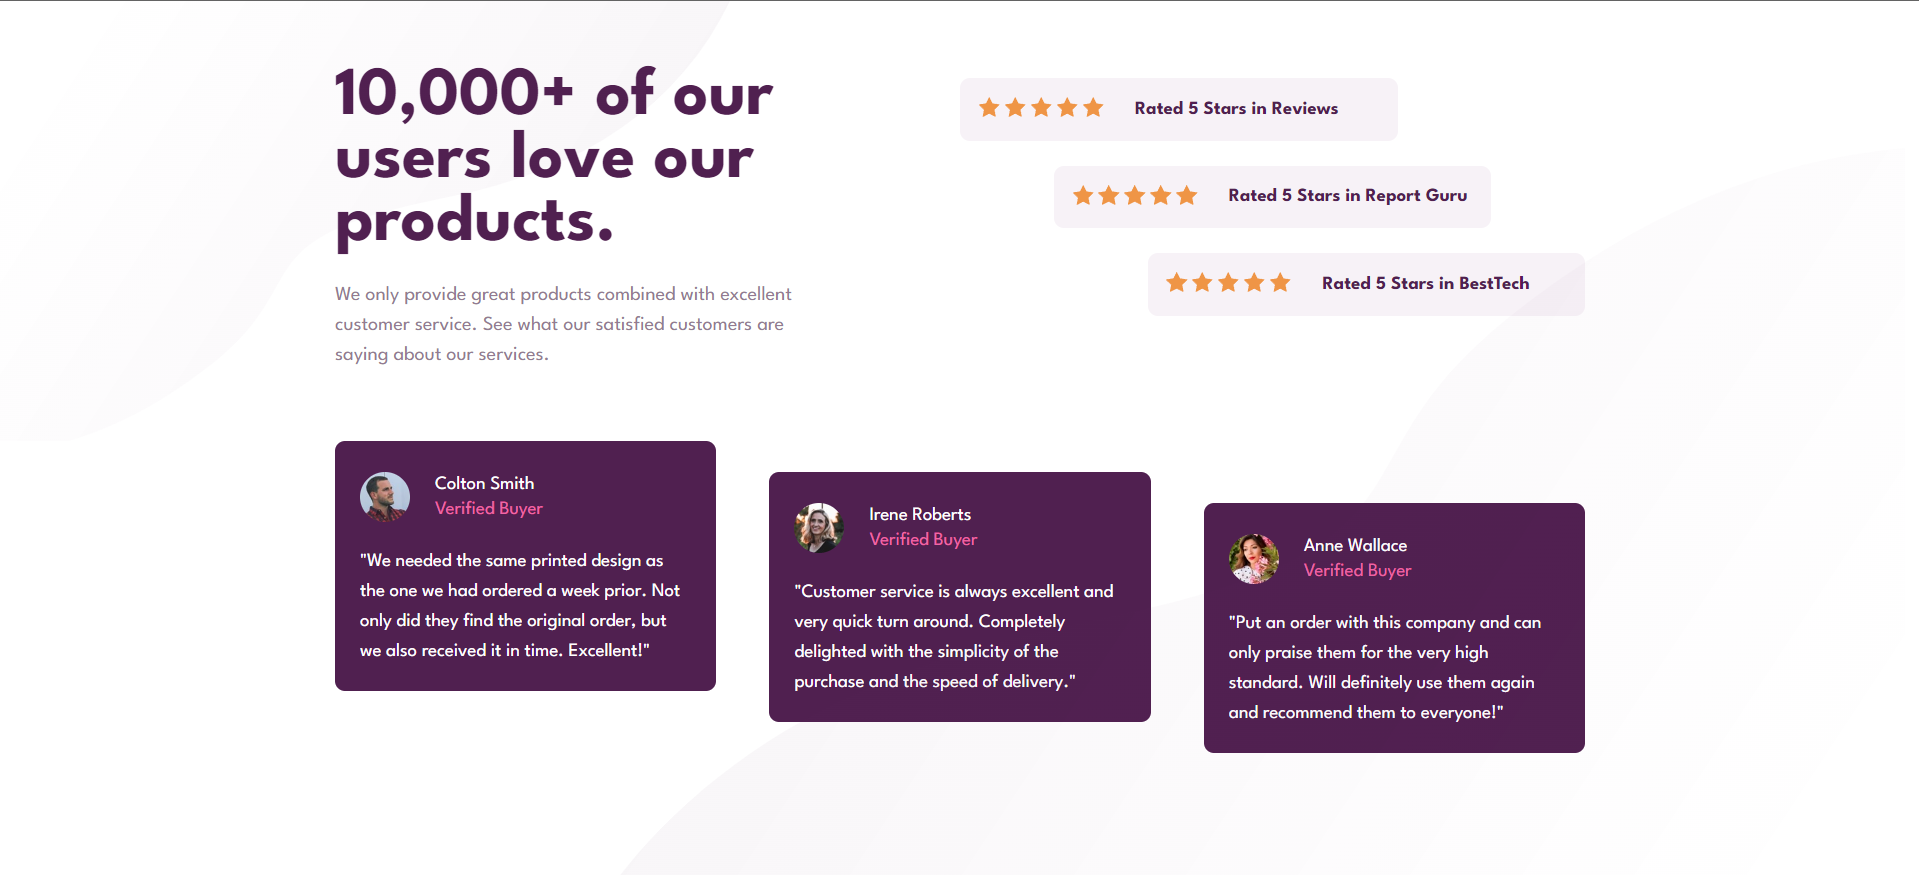 10,000+ of our
users love our
products.
We only provide great products combined with excellent
customer service. See what our satisfied customers are
saying about our services.
Rated 5 Stars in Reviews
Rated 5 Stars in Report Guru
Rated 5 Stars in BestTech
Colton Smith
Verified Buyer
"We needed the same printed design as
the one we had ordered a week prior. Not
only did they find the original order, but
we also received it in time. Excellent!"
Irene Roberts
Verified Buyer
"Customer service is always excellent and
very quick turn around. Completely
delighted with the simplicity of the
purchase and the speed of delivery."
Anne Wallace
Verified Buyer
"Put an order with this company and can
only praise them for the very high
standard. Will definitely use them again
and recommend them to everyone!"